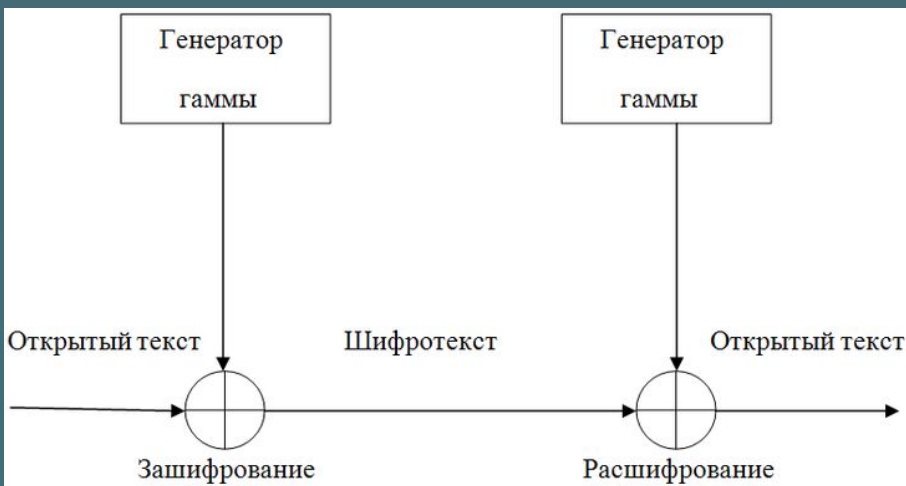 Генератор
гаммы
Генератор
гаммы
Открытый текст
Шифротекст
Открытый текст
Зашифрование
Расшифрование